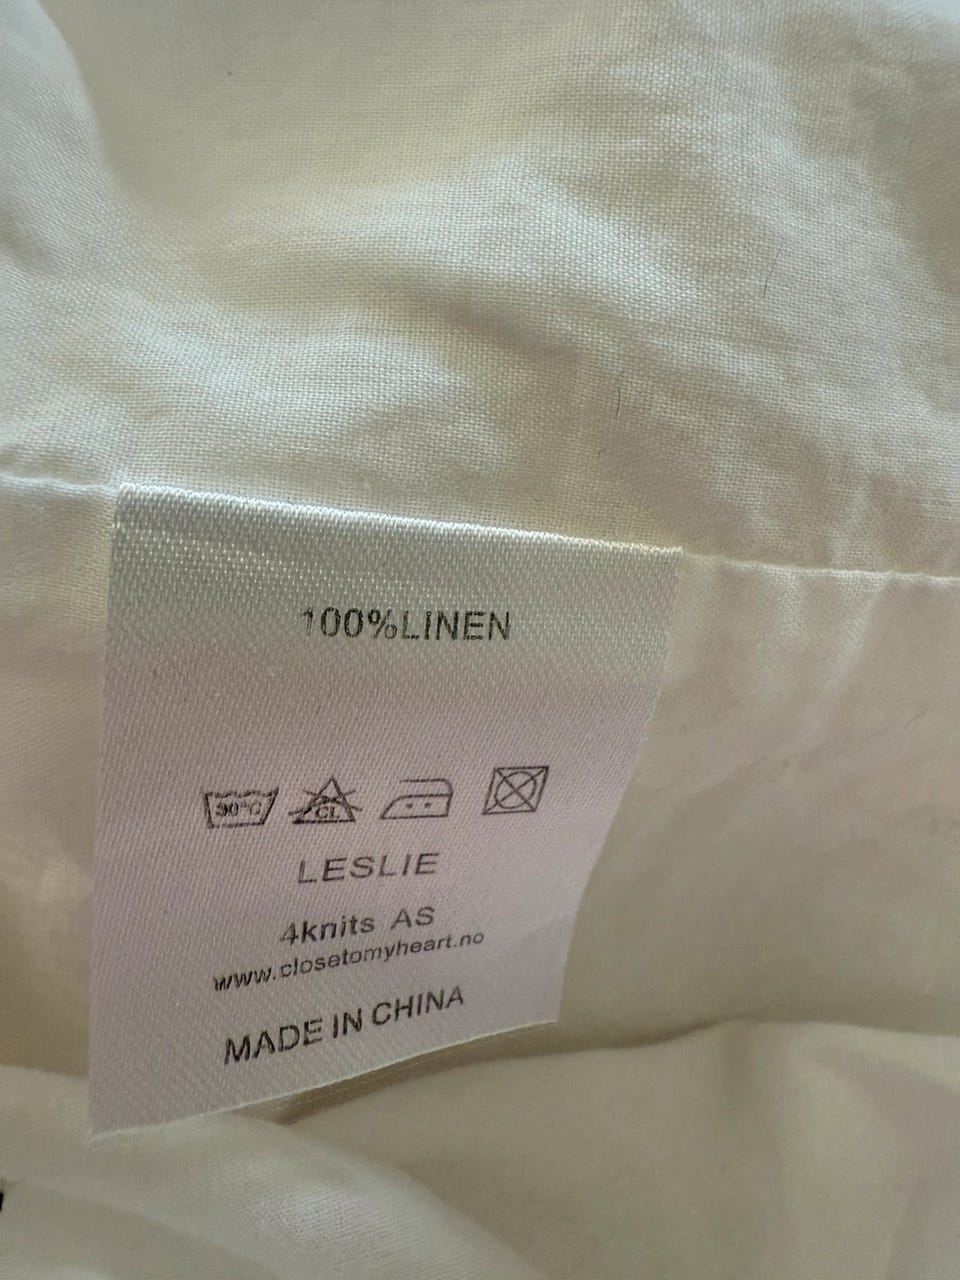 100%LINEN
30°C CL
LESLIE
4knits AS
www.closetomyheart.no
MADE IN CHINA